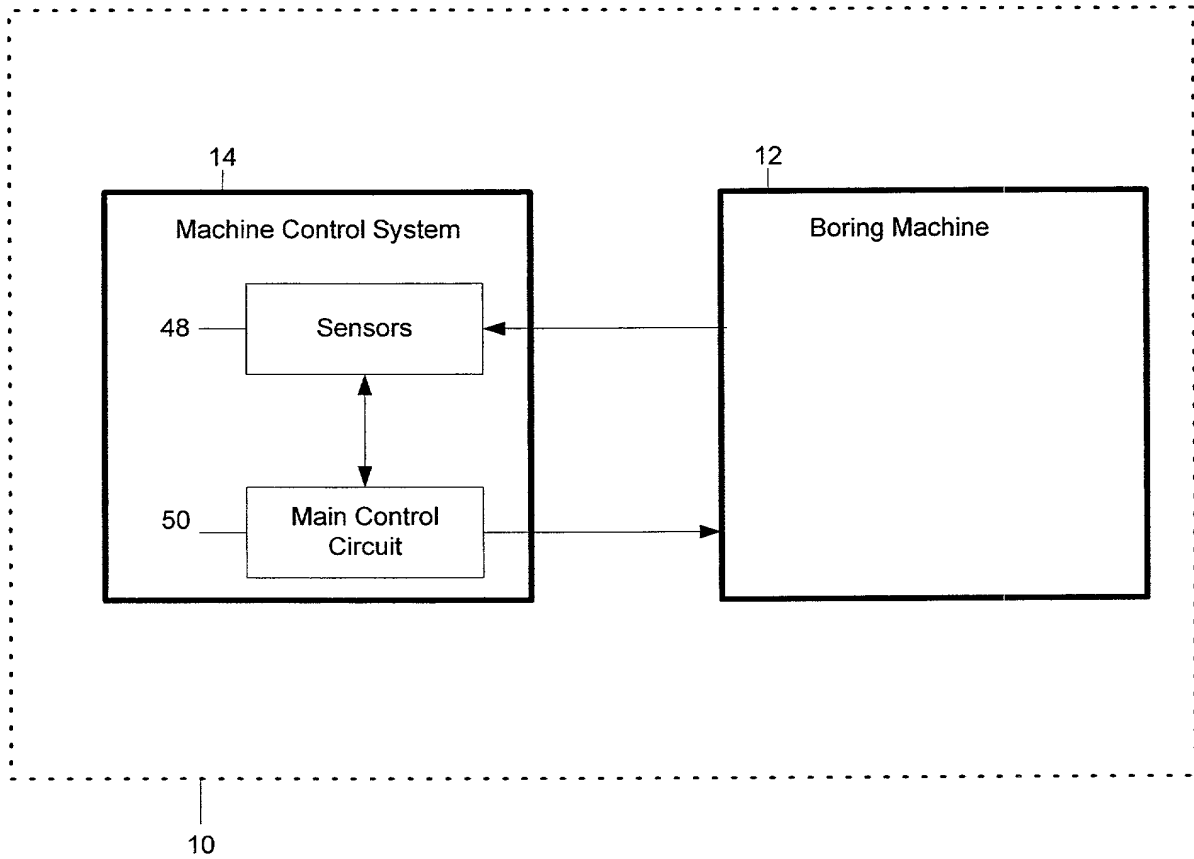 14
12
Machine Control System
Boring Machine
48
Sensors
50
Main Control
Circuit
10